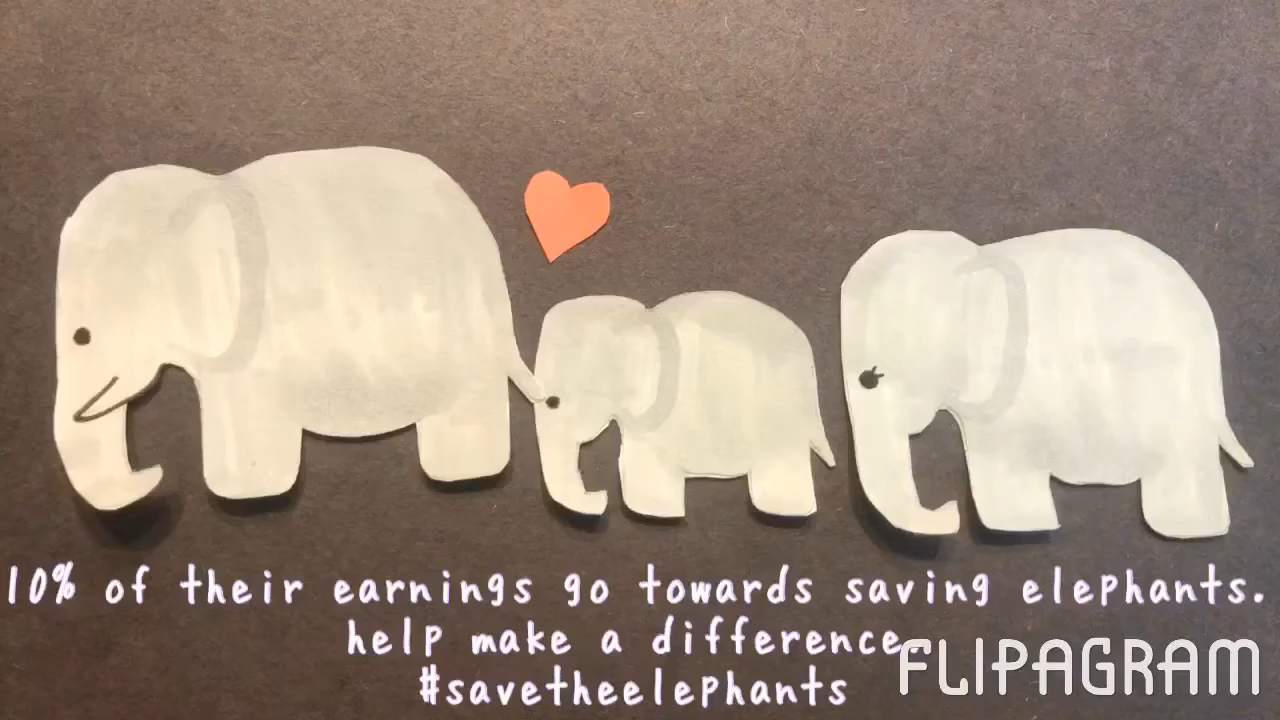 10% of their earnings go towards saving elephants.
help make a difference.
#savetheelephants
FLIPAGRAM